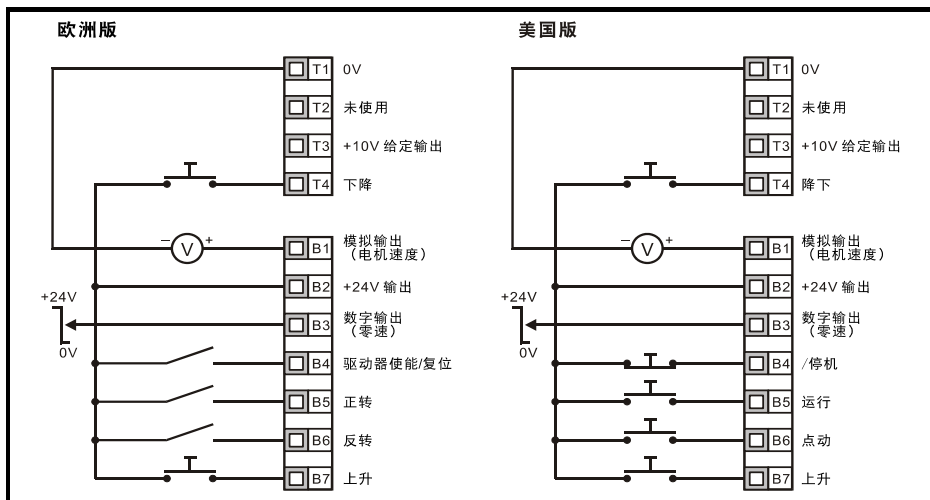 欧洲版
T1 0V
T2 未使用
T3 +10V 给定输出
T4 下降
B1 模拟输出
（电机速度）
− V +
B2 +24V 输出
+24V
B3 数字输出
（零速）
0V
B4 驱动器使能/复位
B5 正转
B6 反转
B7 上升
美国版
T1 0V
T2 未使用
T3 +10V 给定输出
T4 降下
B1 模拟输出
（电机速度）
− V +
B2 +24V 输出
+24V
B3 数字输出
（零速）
0V
B4 /停机
B5 运行
B6 点动
B7 上升